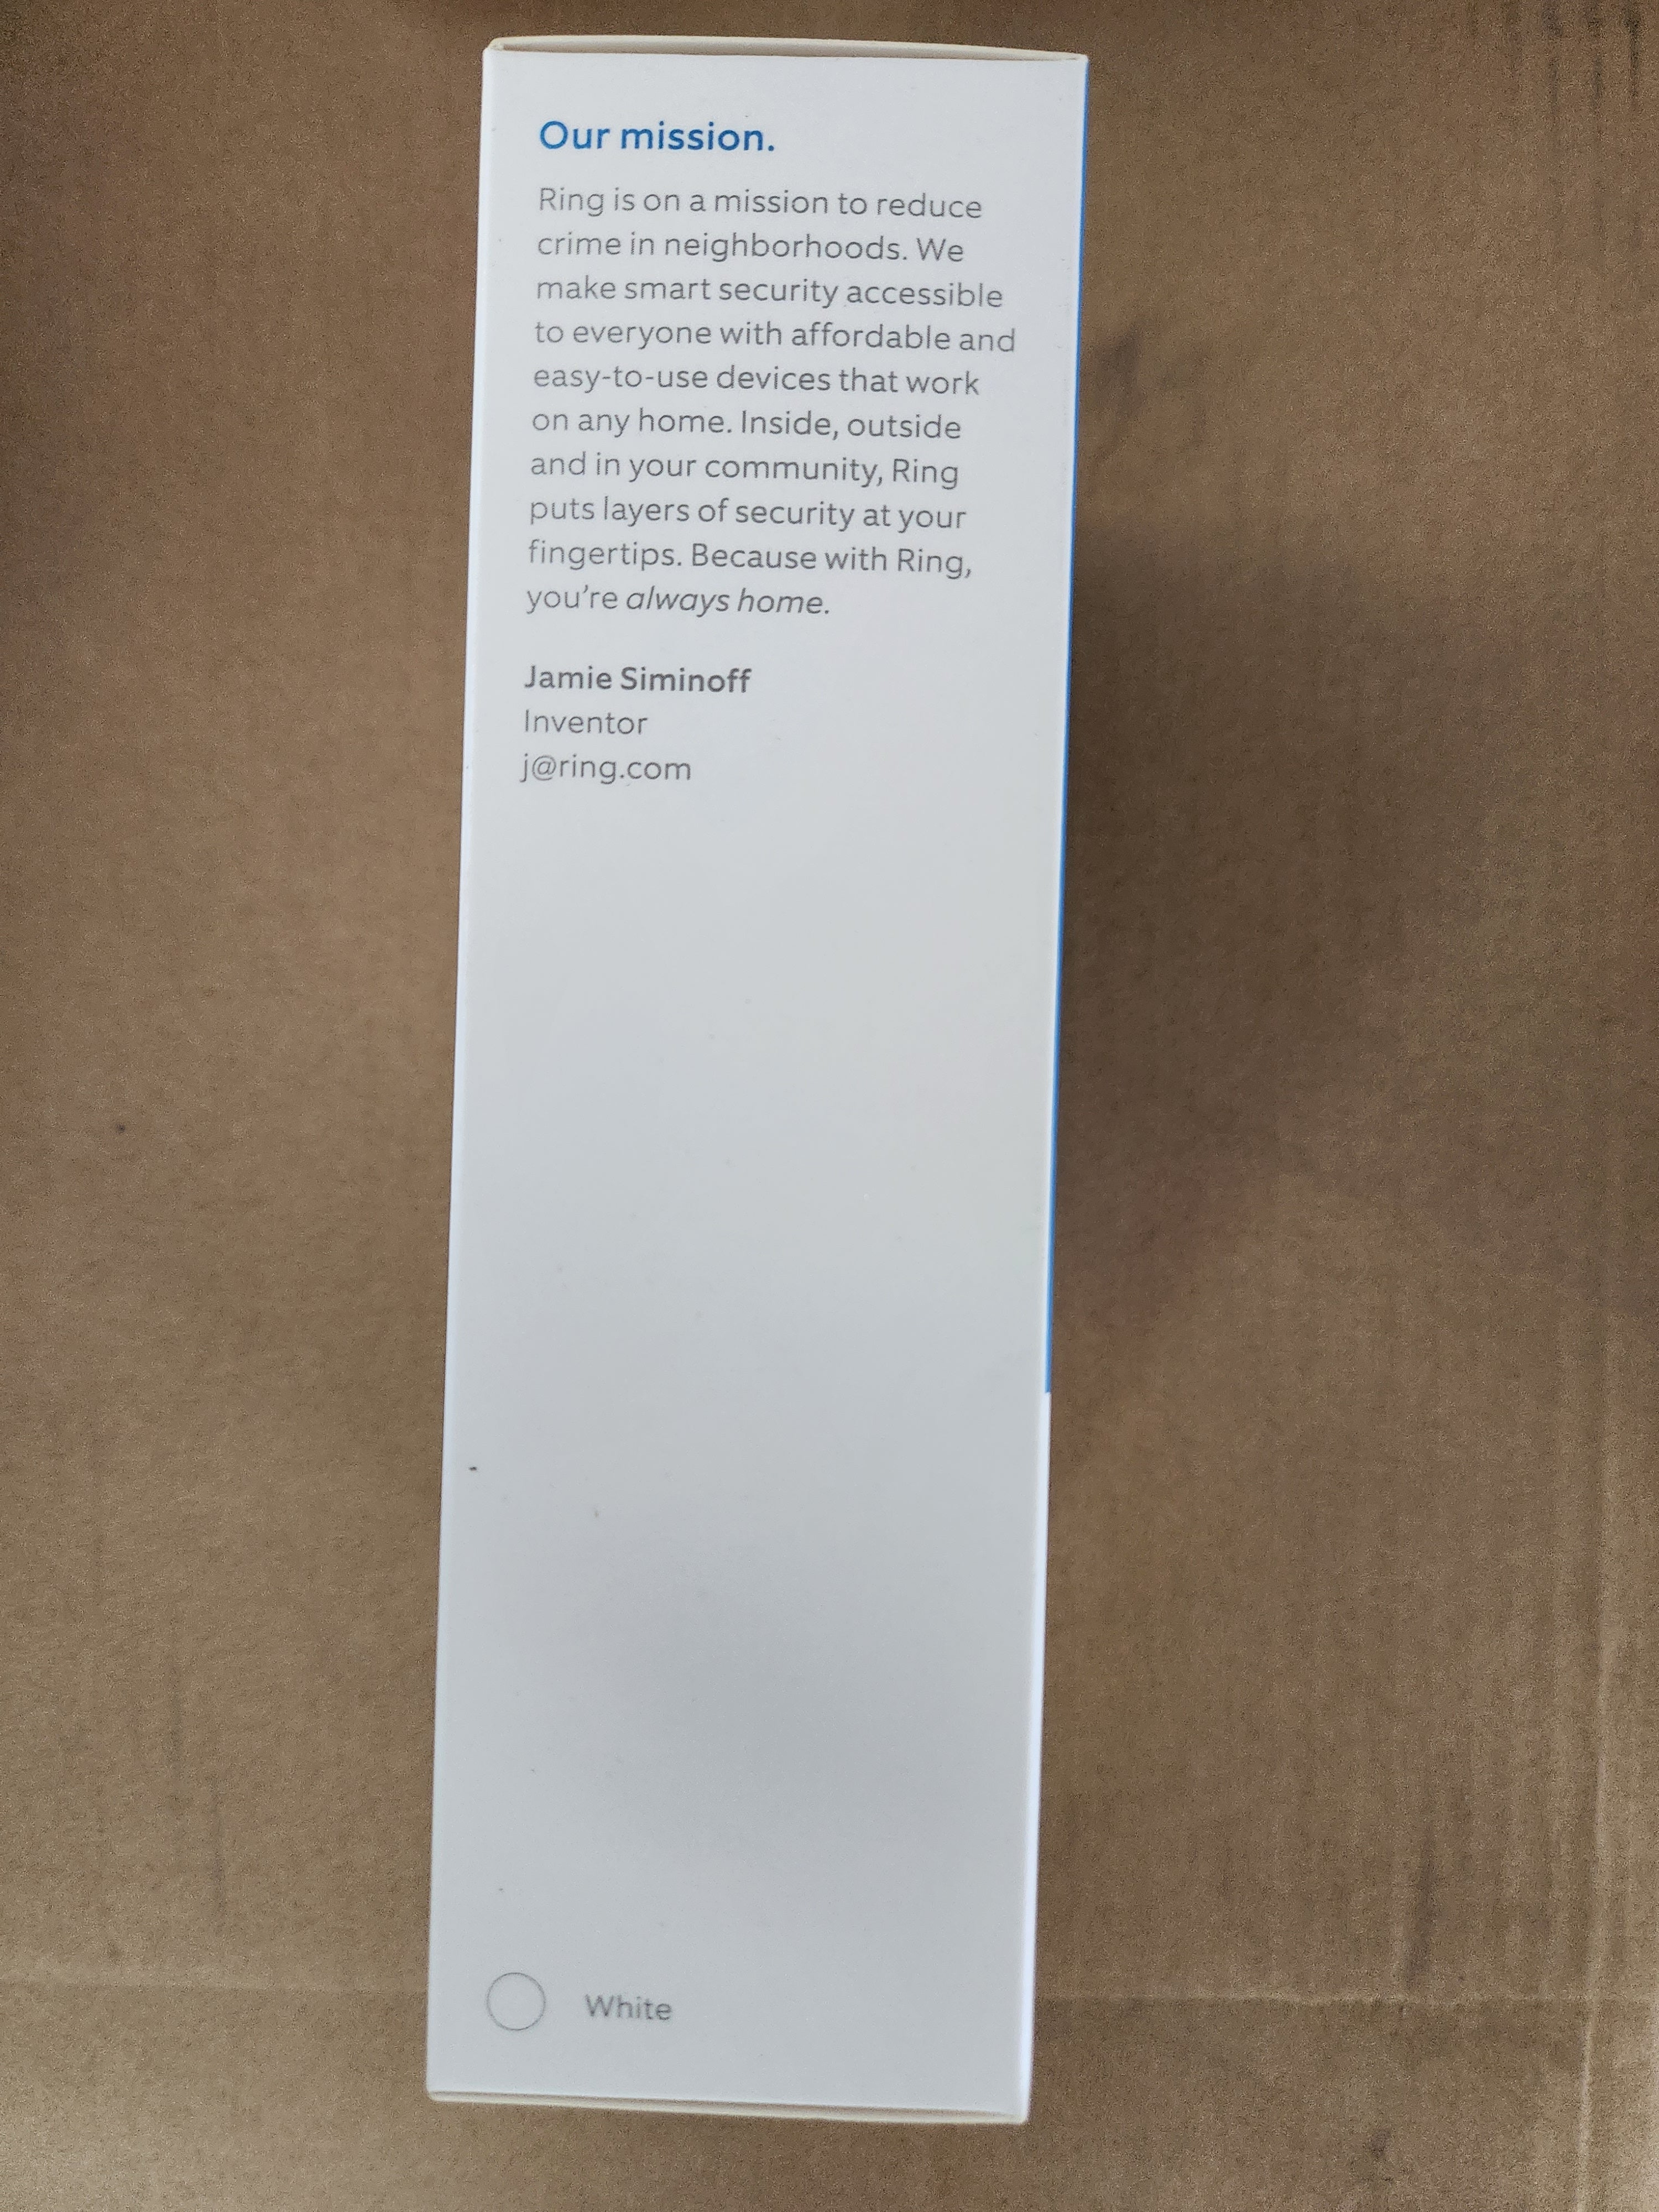 Our mission.
Ring is on a mission to reduce
crime in neighborhoods. We
make smart security accessible
to everyone with affordable and
easy-to-use devices that work
on any home. Inside, outside
and in your community, Ring
puts layers of security at your
fingertips. Because with Ring,
you’re always home.
Jamie Siminoff
Inventor
j@ring.com
White